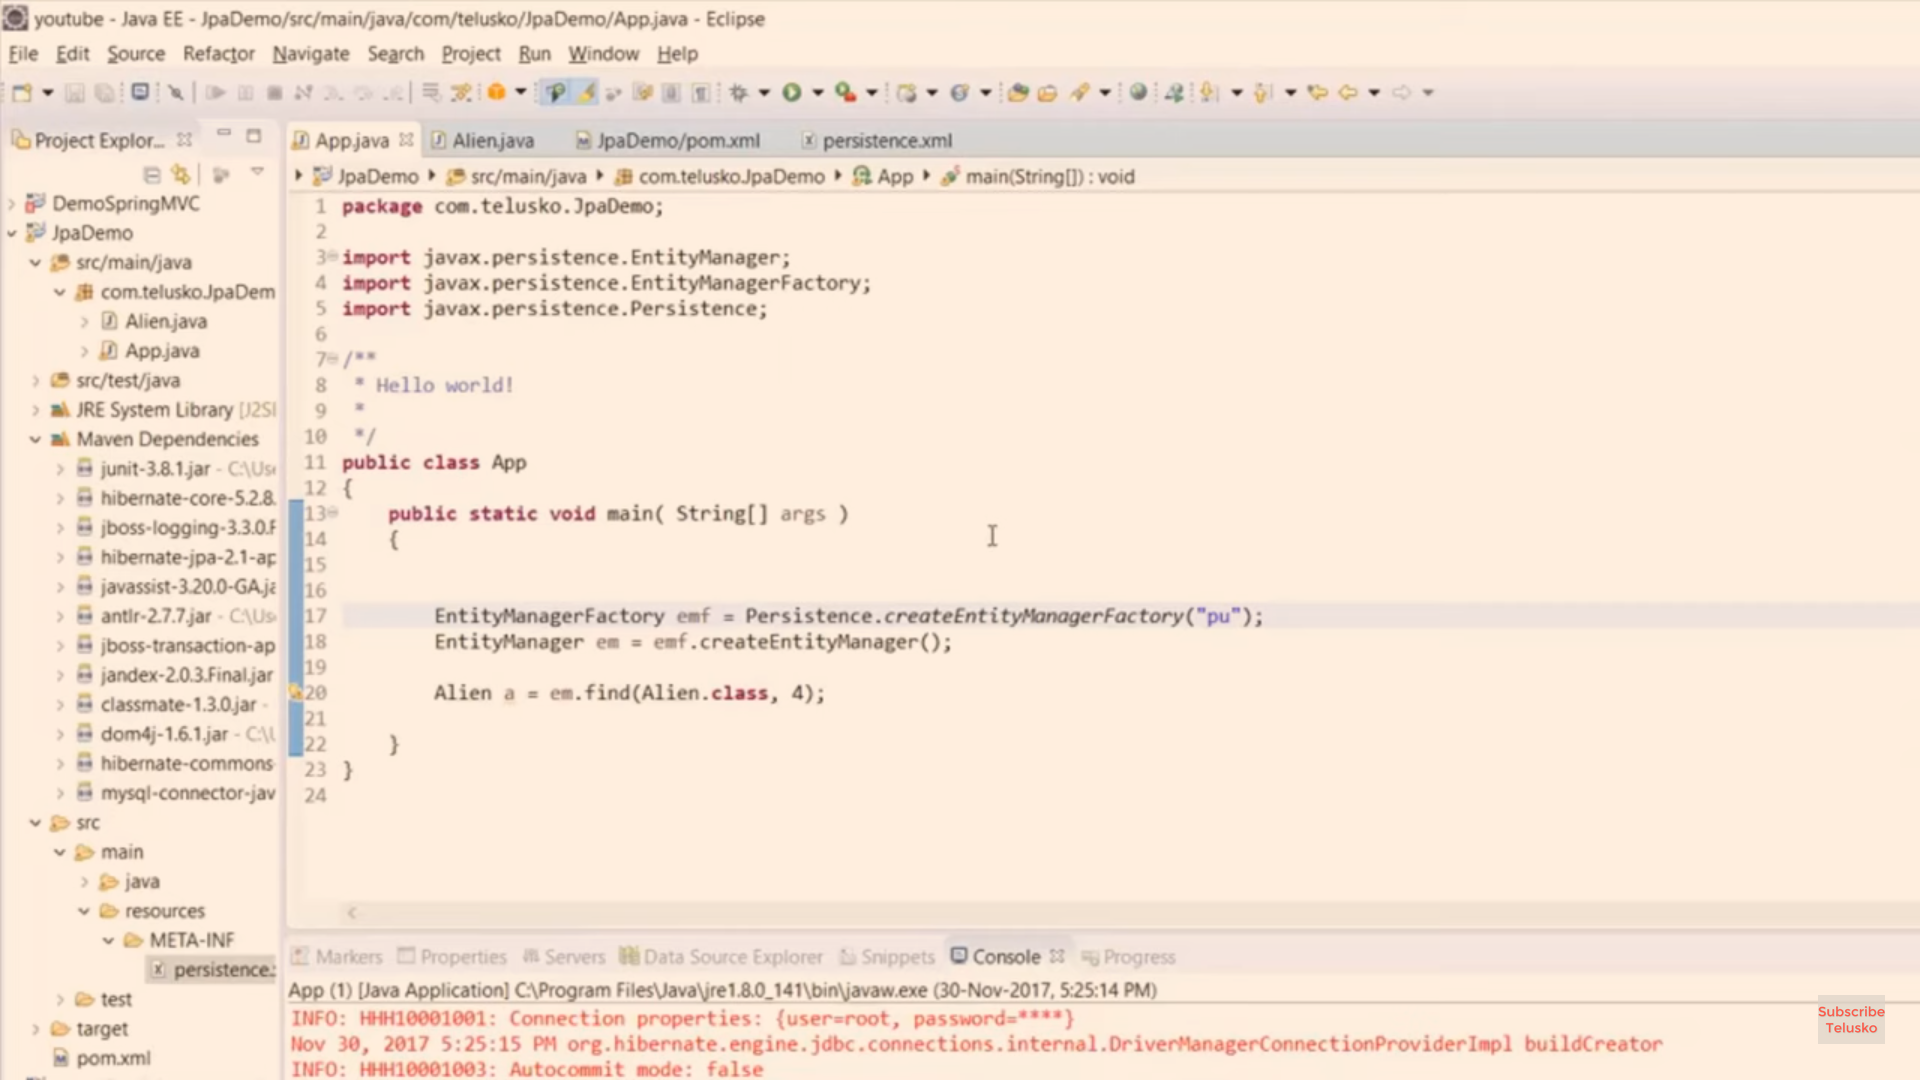 youtube - Java EE - JpaDemo/src/main/java/com/telusko/JpaDemo/App.java - Eclipse
File Edit Source Refactor Navigate Search Project Run Window Help
Project Explor...
App.java
Alien.java
JpaDemo/pom.xml
persistence.xml
JpaDemo src/main/java com.telusko.JpaDemo App main(String[]) : void
DemoSpringMVC
JpaDemo
src/main/java
com.telusko.JpaDem
Alien.java
App.java
src/test/java
JRE System Library [J2SI
Maven Dependencies
junit-3.8.1.jar - C:\Use
hibernate-core-5.2.8.
jboss-logging-3.3.0.F
hibernate-jpa-2.1-ap
javassist-3.20.0-GA.ja
antlr-2.7.7.jar - C:\Us
jboss-transaction-ap
jandex-2.0.3.Final.jar
classmate-1.3.0.jar -
dom4j-1.6.1.jar - C:\U
hibernate-commons
mysql-connector-jav
src
main
java
resources
META-INF
persistence.
test
target
pom.xml
1 package com.telusko.JpaDemo;
2
3 import javax.persistence.EntityManager;
4 import javax.persistence.EntityManagerFactory;
5 import javax.persistence.Persistence;
6
7 /**
8 * Hello world!
9 *
10 */
11 public class App
12 {
13 public static void main( String[] args )
14 {
15
16
17 EntityManagerFactory emf = Persistence.createEntityManagerFactory("pu");
18 EntityManager em = emf.createEntityManager();
19
20 Alien a = em.find(Alien.class, 4);
21
22 }
23 }
24
Markers Properties Servers Data Source Explorer Snippets Console Progress
App (1) [Java Application] C:\Program Files\Java\jre1.8.0_141\bin\javaw.exe (30-Nov-2017, 5:25:14 PM)
INFO: HHH10001001: Connection properties: {user=root, password=****}
Nov 30, 2017 5:25:15 PM org.hibernate.engine.jdbc.connections.internal.DriverManagerConnectionProviderImpl buildCreator
INFO: HHH10001003: Autocommit mode: false
Subscribe
Telusko